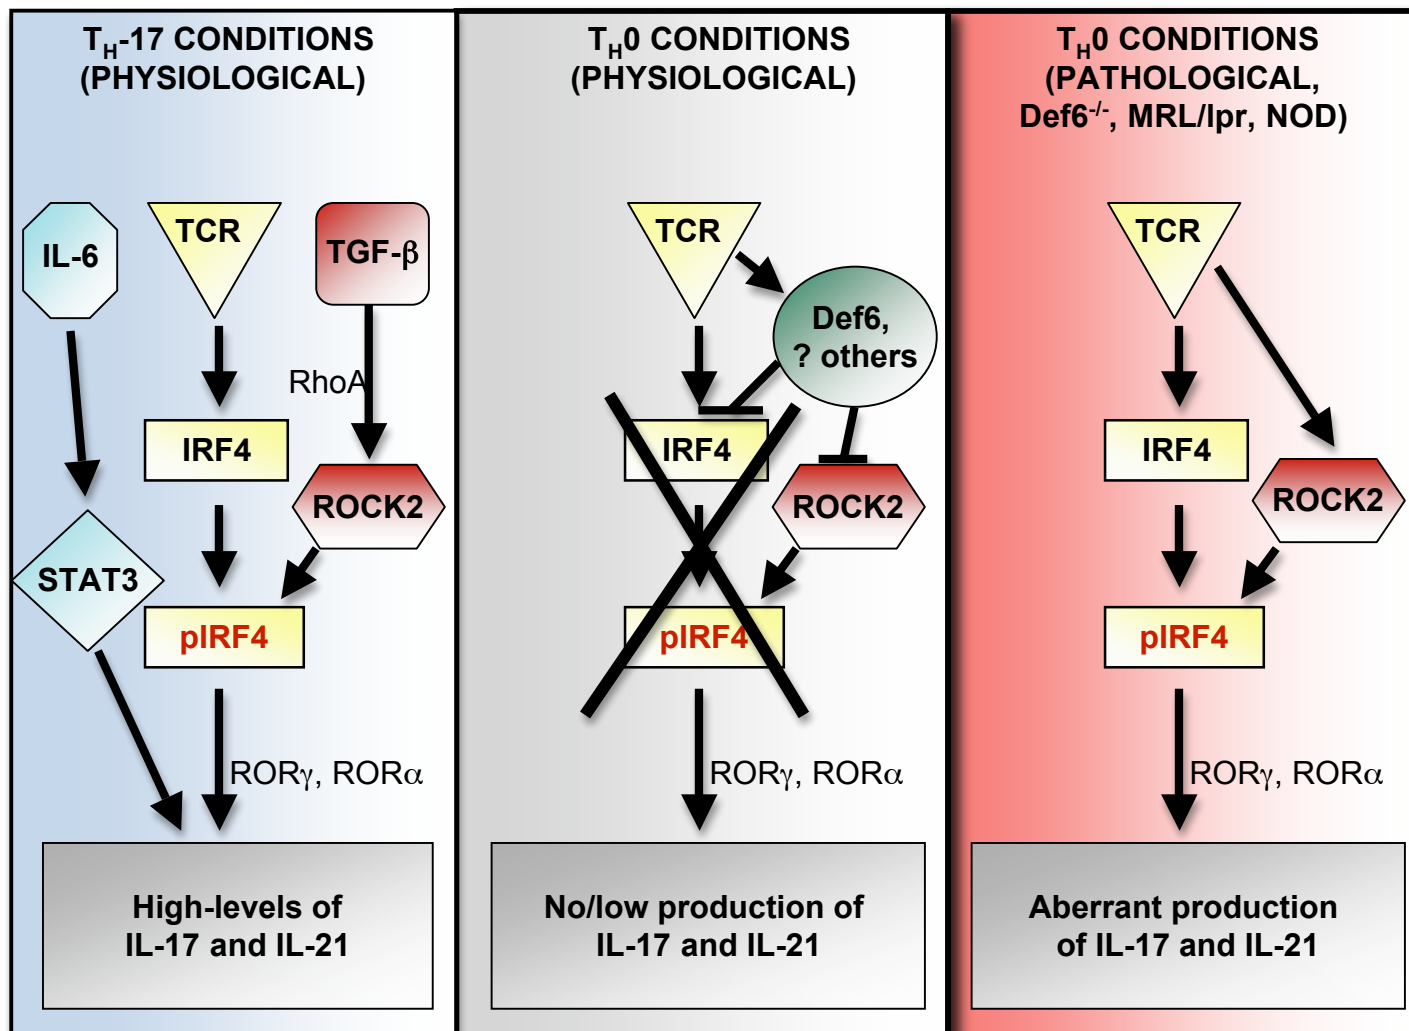 T_H-17 CONDITIONS
(PHYSIOLOGICAL)
IL-6
TCR
TGF-β
RhoA
IRF4
ROCK2
STAT3
pIRF4
RORγ, RORα
High-levels of
IL-17 and IL-21
T_H0 CONDITIONS
(PHYSIOLOGICAL)
TCR
Def6,
? others
IRF4
ROCK2
pIRF4
RORγ, RORα
No/low production of
IL-17 and IL-21
T_H0 CONDITIONS
(PATHOLOGICAL,
Def6^-/-, MRL/lpr, NOD)
TCR
IRF4
ROCK2
pIRF4
RORγ, RORα
Aberrant production
of IL-17 and IL-21